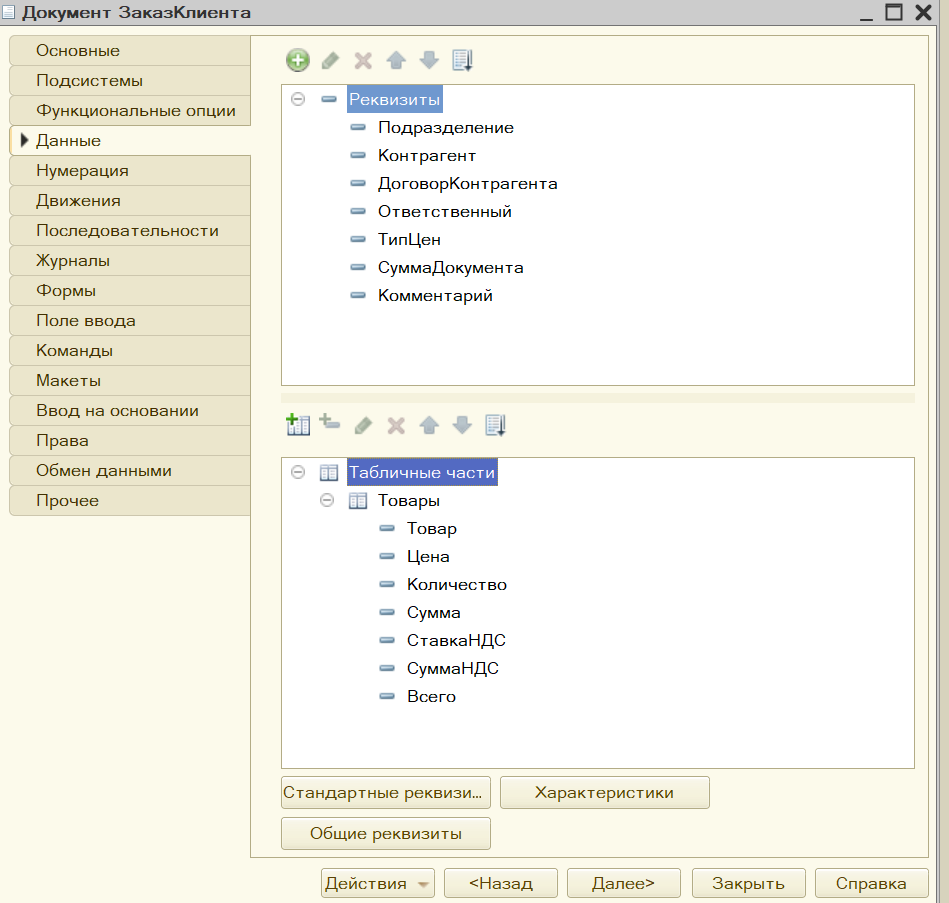 Документ ЗаказКлиента
Основные
Подсистемы
Функциональные опции
Данные
Нумерация
Движения
Последовательности
Журналы
Формы
Поле ввода
Команды
Макеты
Ввод на основании
Права
Обмен данными
Прочее
Реквизиты
Подразделение
Контрагент
ДоговорКонтрагента
Ответственный
ТипЦен
СуммаДокумента
Комментарий
Табличные части
Товары
Товар
Цена
Количество
Сумма
СтавкаНДС
СуммаНДС
Всего
Стандартные реквизи... Характеристики
Общие реквизиты
Действия <Назад Далее> Закрыть Справка